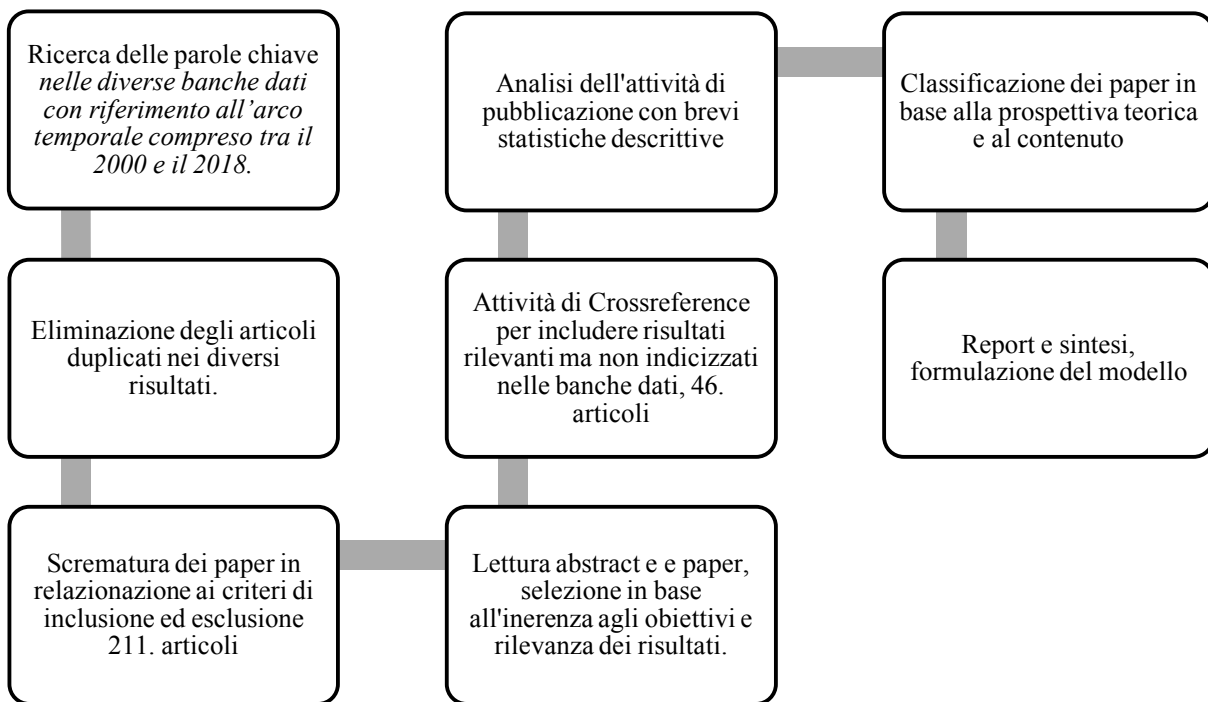 Ricerca delle parole chiave
nelle diverse banche dati
con riferimento all'arco
temporale compreso tra il
2000 e il 2018.
Eliminazione degli articoli
duplicati nei diversi
risultati.
Scrematura dei paper in
relazionazione ai criteri di
inclusione ed esclusione
211. articoli
Lettura abstract e e paper,
selezione in base
all'inerenza agli obiettivi e
rilevanza dei risultati.
Attività di Crossreference
per includere risultati
rilevanti ma non indicizzati
nelle banche dati, 46.
articoli
Analisi dell'attività di
pubblicazione con brevi
statistiche descrittive
Classificazione dei paper in
base alla prospettiva teorica
e al contenuto
Report e sintesi,
formulazione del modello